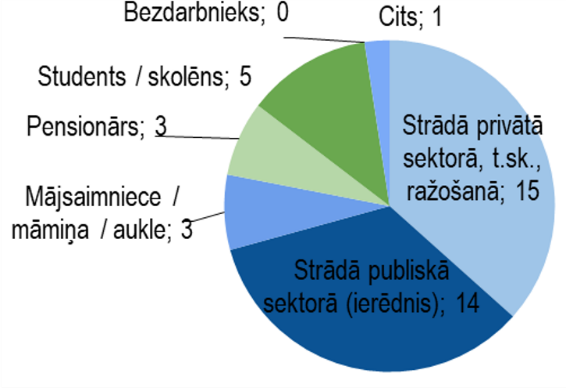 Bezdarbnieks; 0
Cits; 1
Students / skolēns; 5
Pensionārs; 3
Mājsaimniece /
māmiņa / aukle; 3
Strādā privātā
sektorā, t.sk.,
ražošanā; 15
Strādā publiskā
sektorā (ierēdnis); 14